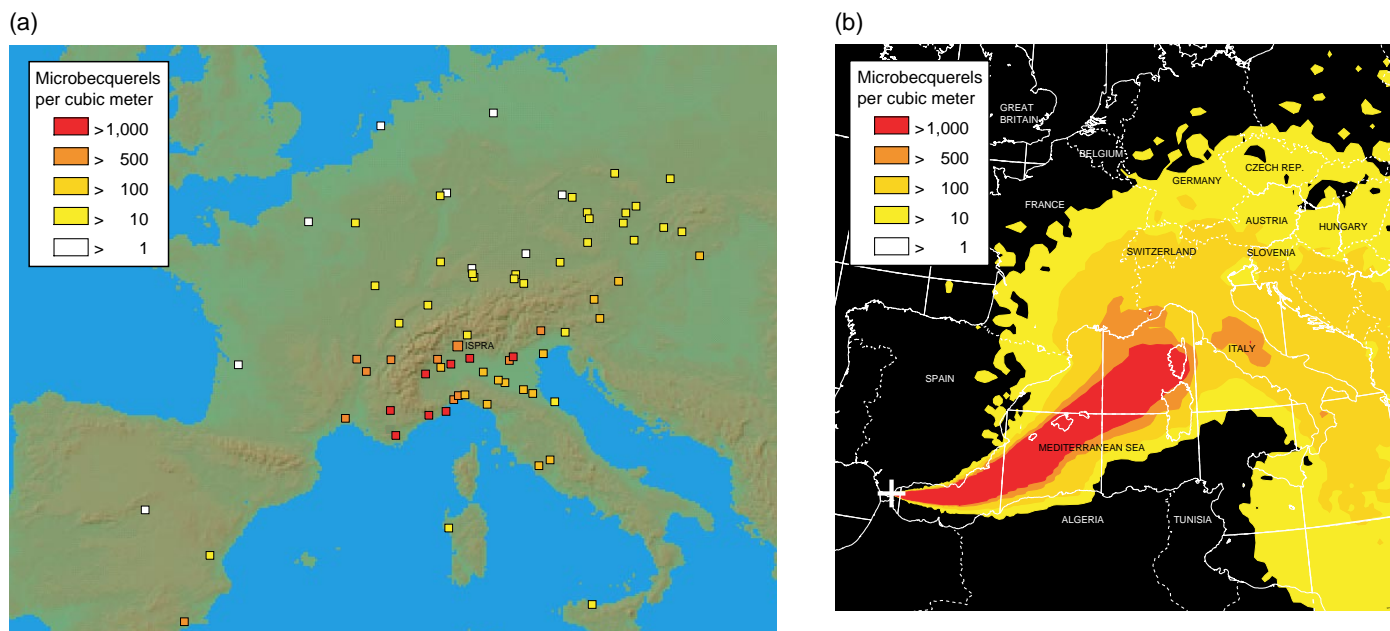 (a)
Microbecquerels
per cubic meter
>1,000
> 500
> 100
> 10
> 1
ISPRA
(b)
Microbecquerels
per cubic meter
>1,000
> 500
> 100
> 10
> 1
GREAT
BRITAIN
BELGIUM
GERMANY
CZECH REP.
FRANCE
AUSTRIA
HUNGARY
SWITZERLAND
SLOVENIA
ITALY
SPAIN
MEDITERRANEAN SEA
ALGERIA
TUNISIA